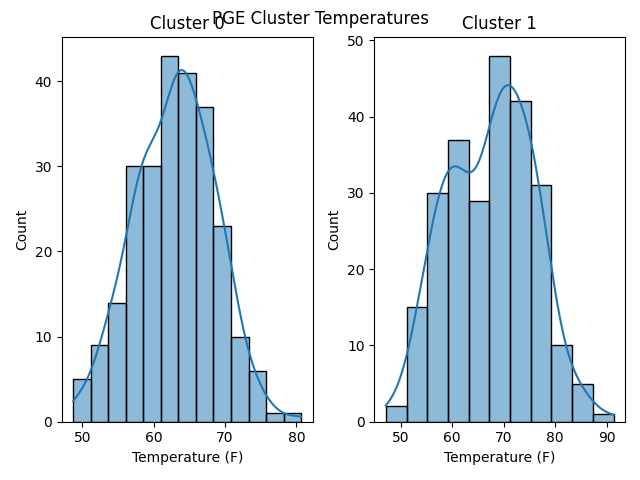 PGE Cluster Temperatures
Cluster 0
Count
40
30
20
10
0
50 60 70 80
Temperature (F)
Cluster 1
Count
50
40
30
20
10
0
50 60 70 80 90
Temperature (F)